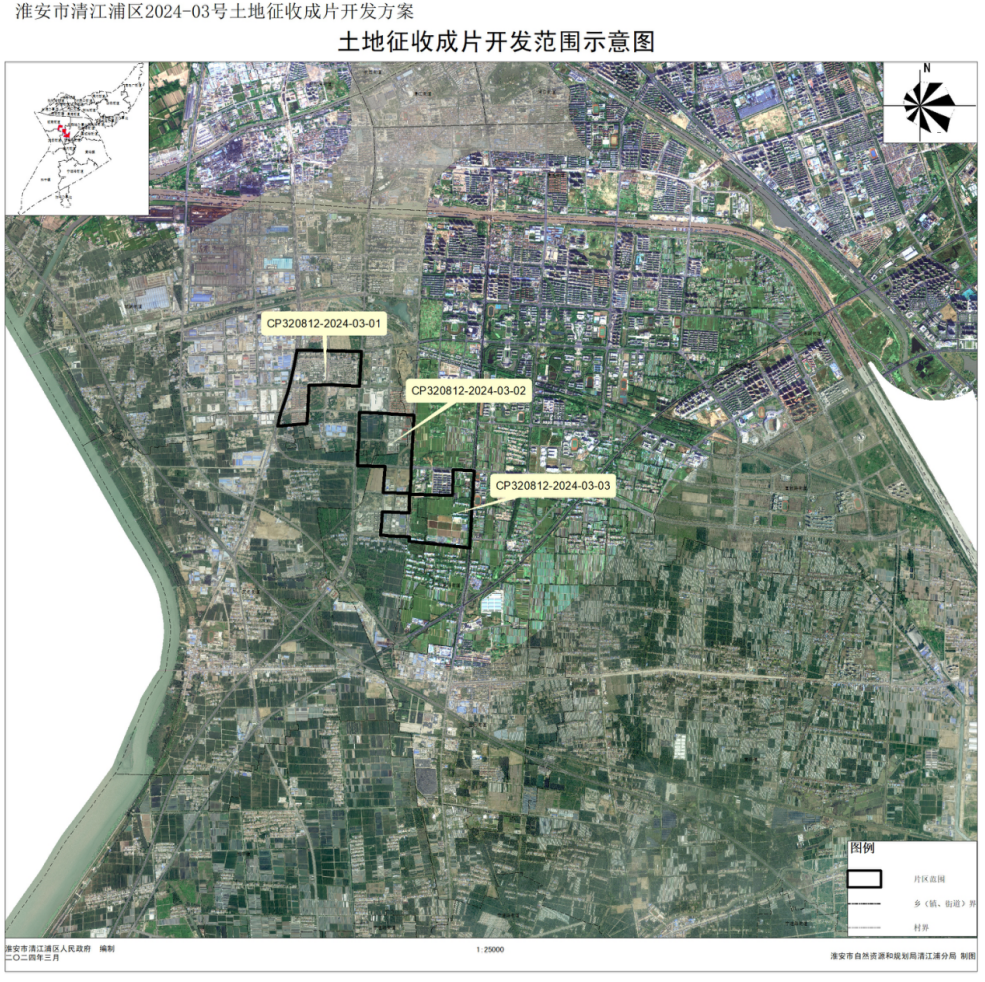 淮安市清江浦区2024-03号土地征收成片开发方案
土地征收成片开发范围示意图
N
CP320812-2024-03-01
CP320812-2024-03-02
CP320812-2024-03-03
图例
片区范围
乡（镇、街道）界
村界
淮安市清江浦区人民政府 编制
二〇二四年三月
1:25000
淮安市自然资源和规划局清江浦分局 制图